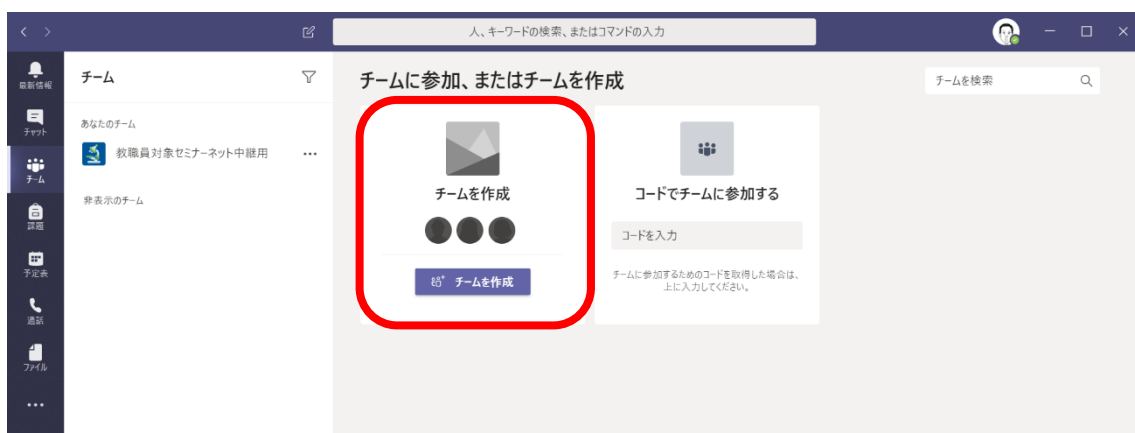 人、キーワードの検索、またはコマンドの入力
最新情報
チャット
チーム
課題
予定表
通話
ファイル
チーム
あなたのチーム
教職員対象セミナーネット中継用
非表示のチーム
チームに参加、またはチームを作成
チームを検索
チームを作成
チームを作成
コードでチームに参加する
コードを入力
チームに参加するためのコードを取得した場合は、
上に入力してください。